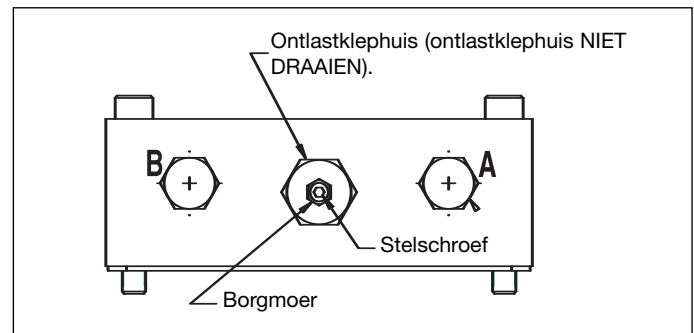 Ontlastklephuis (ontlastklephuis NIET
DRAAIEN).
B
A
Stelschroef
Borgmoer